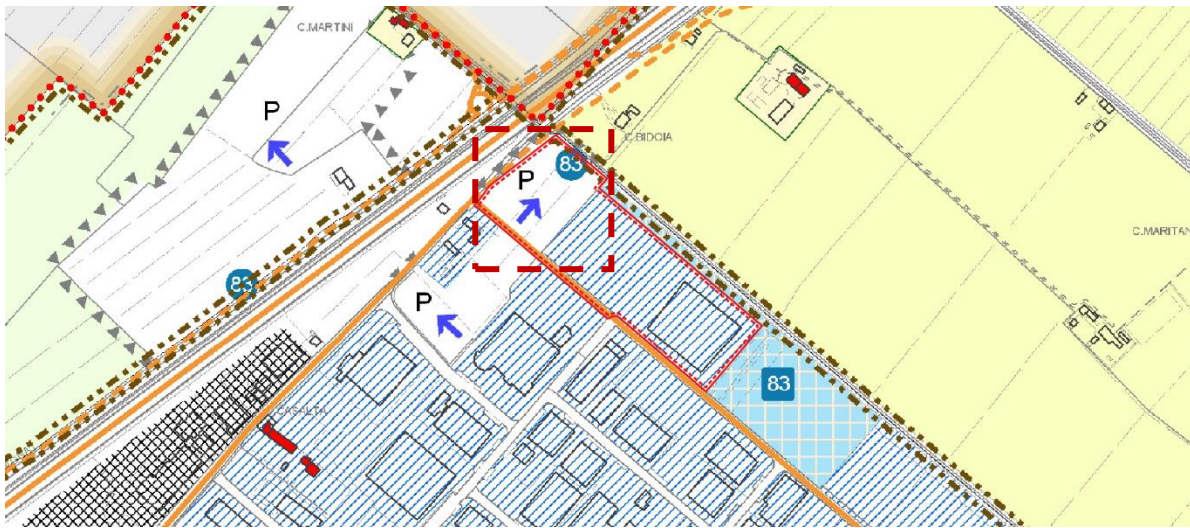 C.MARTINI
P
C.BIDOIA
83
P
C.MARITAN
83
P
83
CASALTA